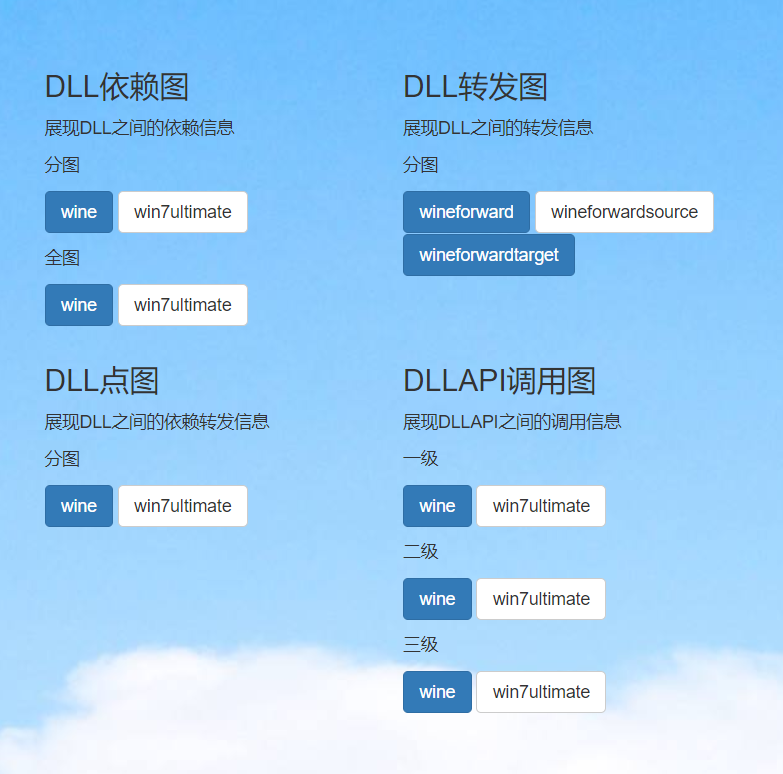 DLL依赖图
展现DLL之间的依赖信息
分图
wine win7ultimate
全图
wine win7ultimate
DLL转发图
展现DLL之间的转发信息
分图
wineforward wineforwardsource
wineforwardtarget
DLL点图
展现DLL之间的依赖转发信息
分图
wine win7ultimate
DLLAPI调用图
展现DLLAPI之间的调用信息
一级
wine win7ultimate
二级
wine win7ultimate
三级
wine win7ultimate